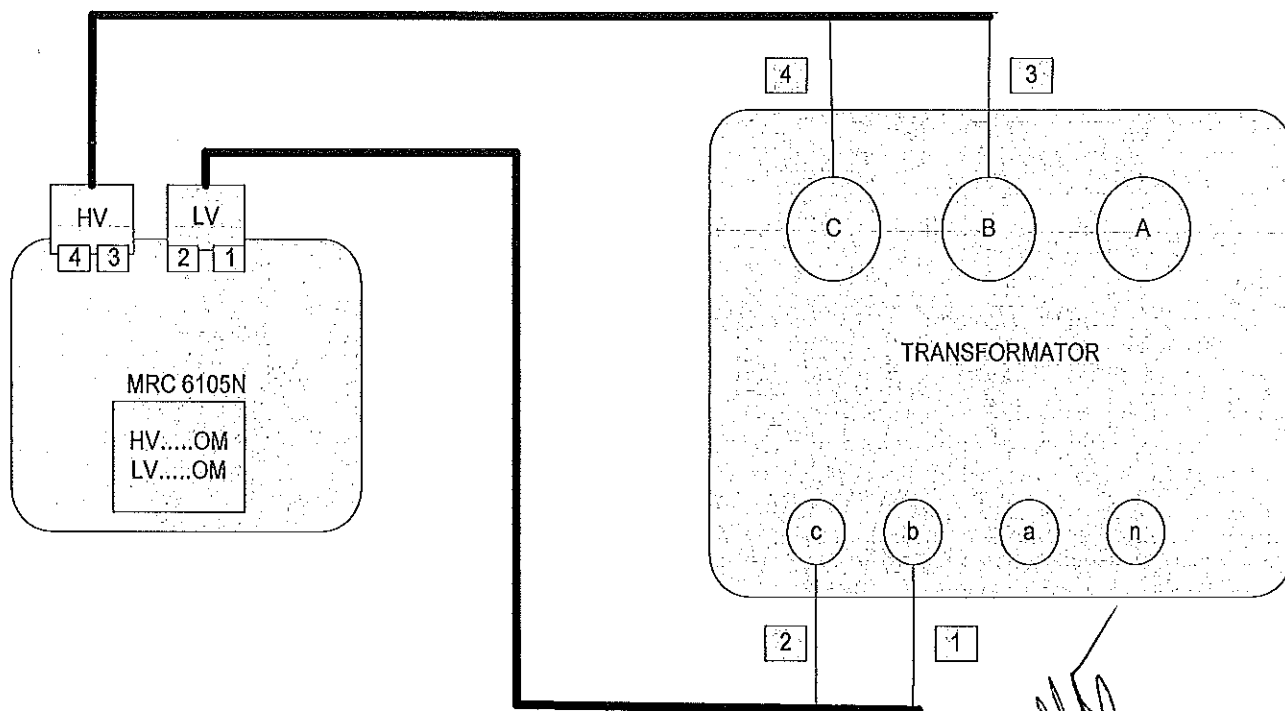 4
3
HV
LV
4 3
2 1
C
B
A
TRANSFORMATOR
MRC 6105N
HV.....OM
LV.....OM
c
b
a
n
2
1